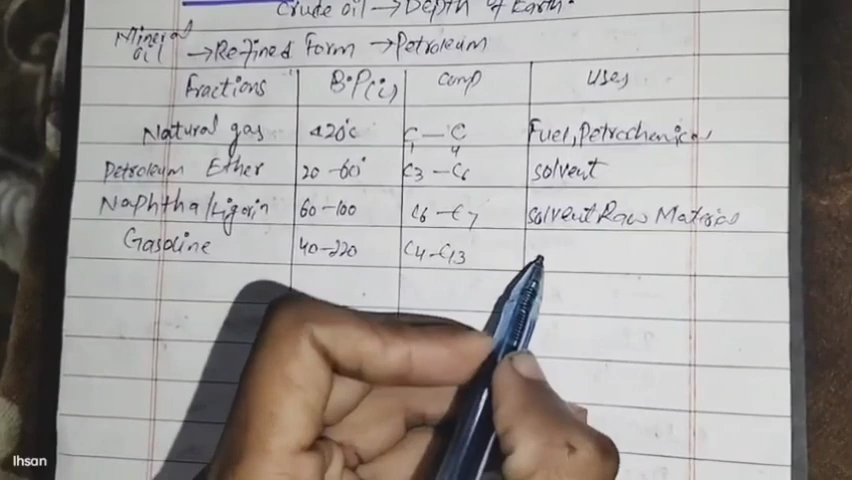 Crude oil → Depth of Earth.
Mineral oil → Refined Form → Petroleum
Fractions B.P(c) comp uses
Natural gas <20°c C1 — C4 Fuel, Petrochemical
Petroleum Ether 20 - 60° C3 - C6 solvent
Naphtha/Ligorin 60 - 100 C6 - C7 solvent Raw Material
Gasoline 40 - 220 C4 - C13
Ihsan